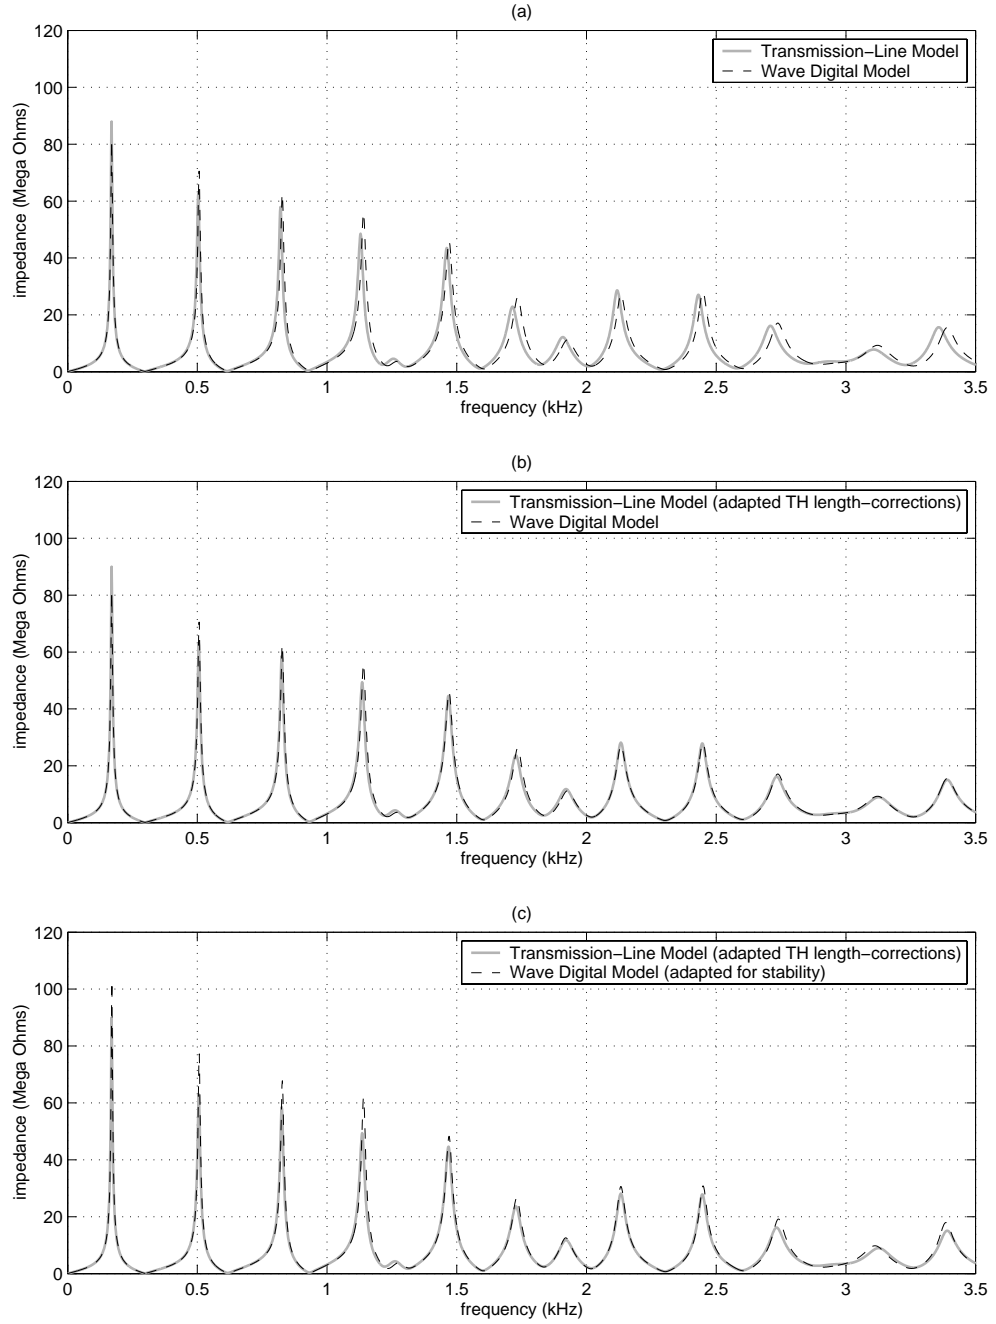 (a)
120
100
80
60
40
20
0
impedance (Mega Ohms)
Transmission−Line Model
Wave Digital Model
0 0.5 1 1.5 2 2.5 3 3.5
frequency (kHz)
(b)
120
100
80
60
40
20
0
impedance (Mega Ohms)
Transmission−Line Model (adapted TH length−corrections)
Wave Digital Model
0 0.5 1 1.5 2 2.5 3 3.5
frequency (kHz)
(c)
120
100
80
60
40
20
0
impedance (Mega Ohms)
Transmission−Line Model (adapted TH length−corrections)
Wave Digital Model (adapted for stability)
0 0.5 1 1.5 2 2.5 3 3.5
frequency (kHz)